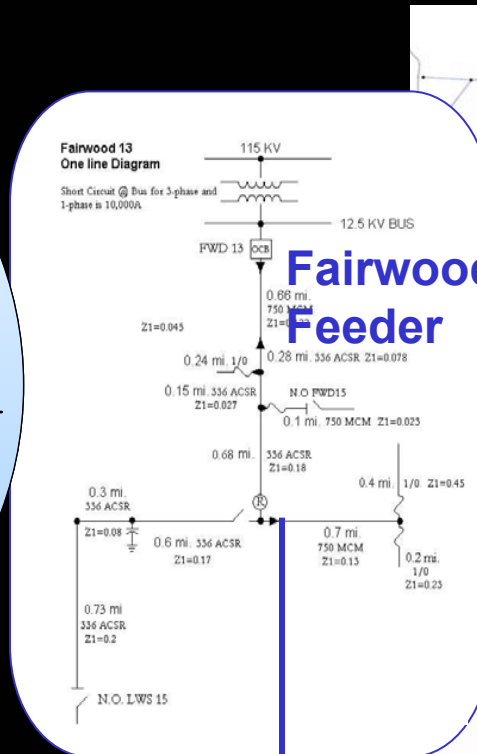 Fairwood 13
One line Diagram
Short Circuit @ Bus for 3-phase and
1-phase is 10,000A
115 KV
12.5 KV BUS
FWD 13
OCB
Fairwood
Feeder
0.66 mi.
750 MCM
Z1=0.045
0.24 mi. 1/0
0.28 mi. 336 ACSR Z1=0.078
0.15 mi. 336 ACSR
Z1=0.027
N.O FWD15
0.1 mi. 750 MCM Z1=0.023
0.68 mi. 336 ACSR
Z1=0.18
R
0.4 mi. 1/0 Z1=0.45
0.3 mi.
336 ACSR
Z1=0.08
0.6 mi. 336 ACSR
Z1=0.17
0.7 mi.
750 MCM
Z1=0.13
0.2 mi.
1/0
Z1=0.23
0.73 mi
336 ACSR
Z1=0.2
N.O. LWS 15